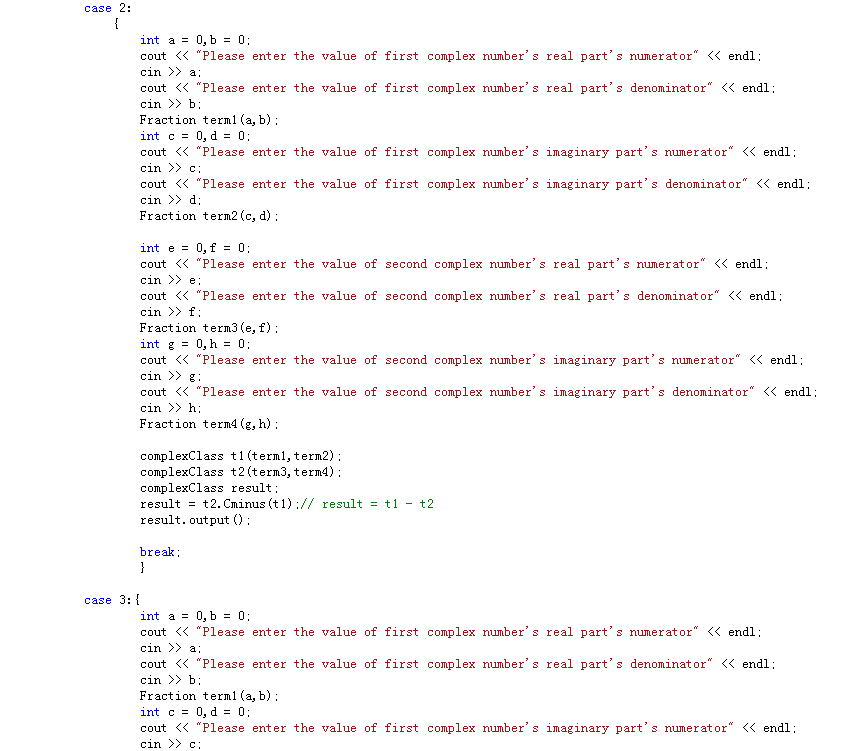 case 2:
{
int a = 0,b = 0;
cout << "Please enter the value of first complex number's real part's numerator" << endl;
cin >> a;
cout << "Please enter the value of first complex number's real part's denominator" << endl;
cin >> b;
Fraction term1(a,b);
int c = 0,d = 0;
cout << "Please enter the value of first complex number's imaginary part's numerator" << endl;
cin >> c;
cout << "Please enter the value of first complex number's imaginary part's denominator" << endl;
cin >> d;
Fraction term2(c,d);
int e = 0,f = 0;
cout << "Please enter the value of second complex number's real part's numerator" << endl;
cin >> e;
cout << "Please enter the value of second complex number's real part's denominator" << endl;
cin >> f;
Fraction term3(e,f);
int g = 0,h = 0;
cout << "Please enter the value of second complex number's imaginary part's numerator" << endl;
cin >> g;
cout << "Please enter the value of second complex number's imaginary part's denominator" << endl;
cin >> h;
Fraction term4(g,h);
complexClass t1(term1,term2);
complexClass t2(term3,term4);
complexClass result;
result = t2.Cminus(t1);// result = t1 - t2
result.output();
break;
}
case 3:{
int a = 0,b = 0;
cout << "Please enter the value of first complex number's real part's numerator" << endl;
cin >> a;
cout << "Please enter the value of first complex number's real part's denominator" << endl;
cin >> b;
Fraction term1(a,b);
int c = 0,d = 0;
cout << "Please enter the value of first complex number's imaginary part's numerator" << endl;
cin >> c;